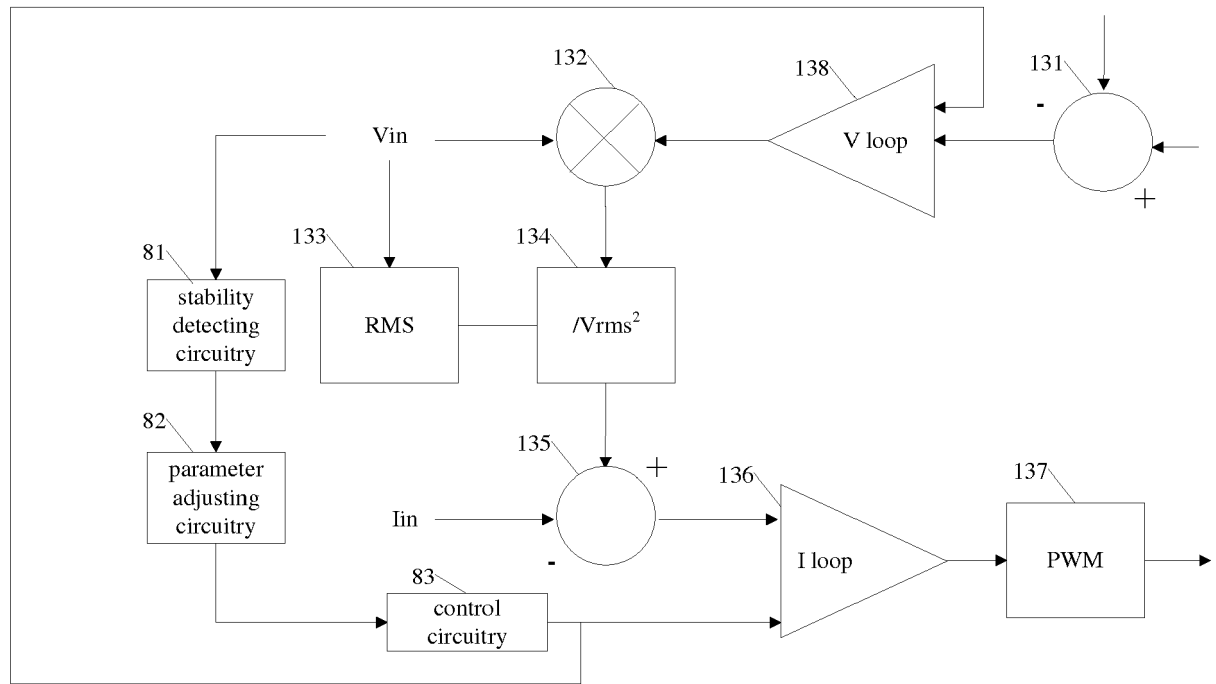 132
138
131
-
Vin
V loop
+
81
133
134
stability
detecting
circuitry
RMS
/Vrms²
82
135
+
136
137
parameter
adjusting
circuitry
Iin
-
I loop
PWM
83
control
circuitry